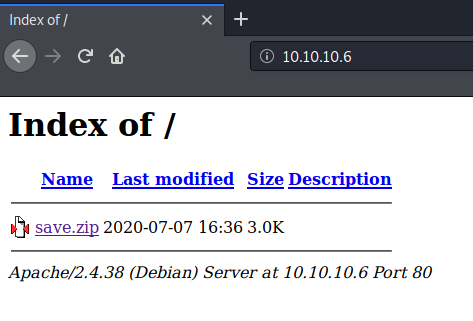 Index of /
10.10.10.6
Index of /
Name Last modified Size Description
save.zip 2020-07-07 16:36 3.0K
Apache/2.4.38 (Debian) Server at 10.10.10.6 Port 80